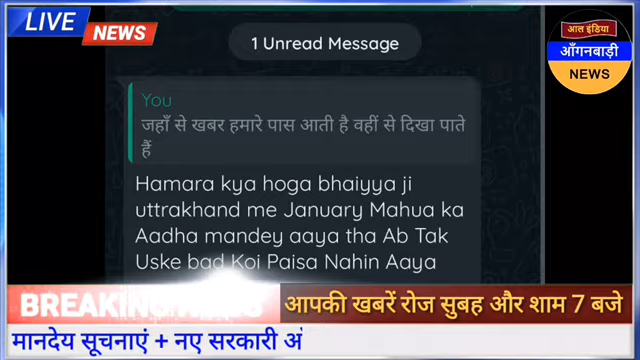 LIVE
NEWS
1 Unread Message
आल इंडिया
आँगनबाड़ी
NEWS
You
जहाँ से खबर हमारे पास आती है वहीं से दिखा पाते
हैं
Hamara kya hoga bhaiyya ji
uttrakhand me January Mahua ka
Aadha mandey aaya tha Ab Tak
Uske bad Koi Paisa Nahin Aaya
BREAKING NEWS
आपकी खबरें रोज सुबह और शाम 7 बजे
मानदेय सूचनाएं + नए सरकारी